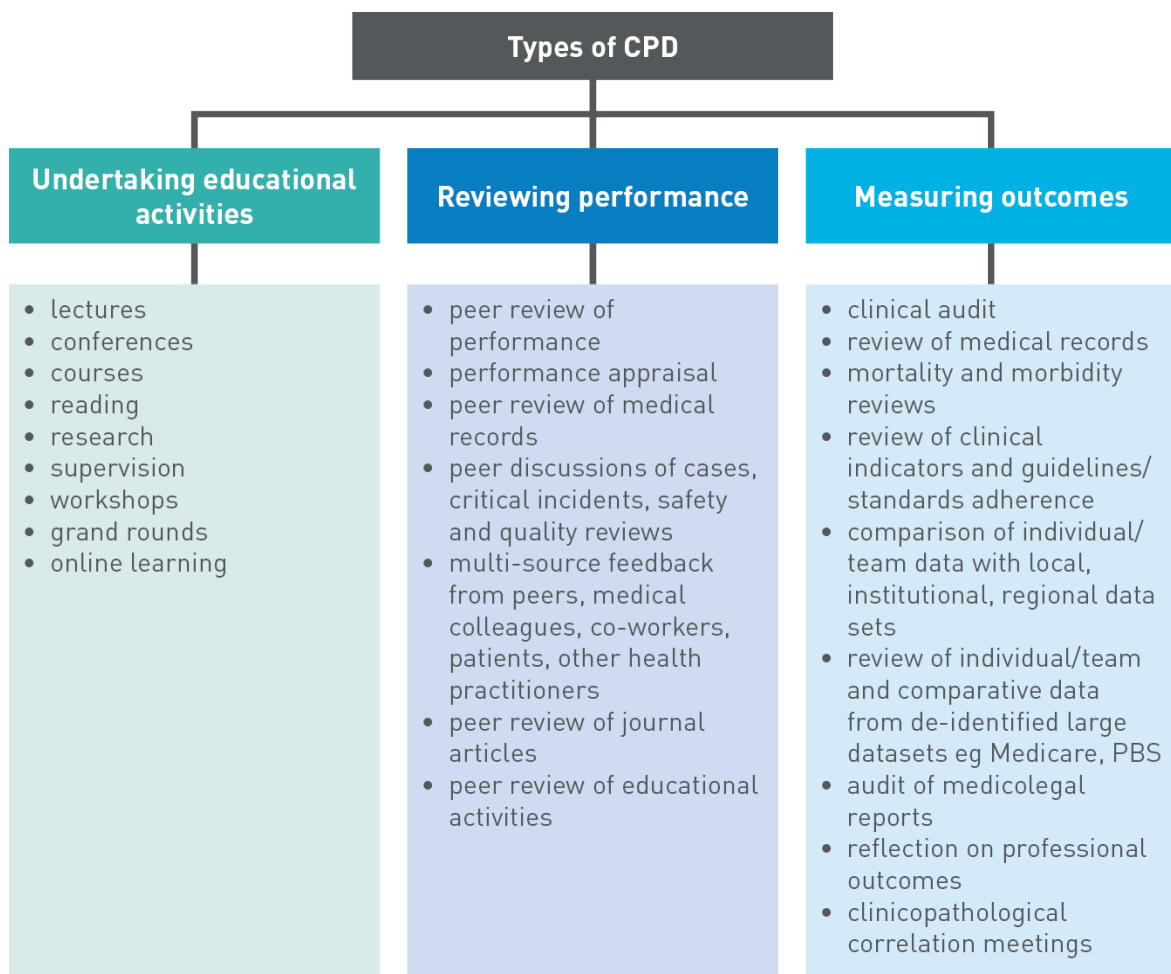 Types of CPD
Undertaking educational
activities
• lectures
• conferences
• courses
• reading
• research
• supervision
• workshops
• grand rounds
• online learning
Reviewing performance
• peer review of
performance
• performance appraisal
• peer review of medical
records
• peer discussions of cases,
critical incidents, safety
and quality reviews
• multi-source feedback
from peers, medical
colleagues, co-workers,
patients, other health
practitioners
• peer review of journal
articles
• peer review of educational
activities
Measuring outcomes
• clinical audit
• review of medical records
• mortality and morbidity
reviews
• review of clinical
indicators and guidelines/
standards adherence
• comparison of individual/
team data with local,
institutional, regional data
sets
• review of individual/team
and comparative data
from de-identified large
datasets eg Medicare, PBS
• audit of medicolegal
reports
• reflection on professional
outcomes
• clinicopathological
correlation meetings